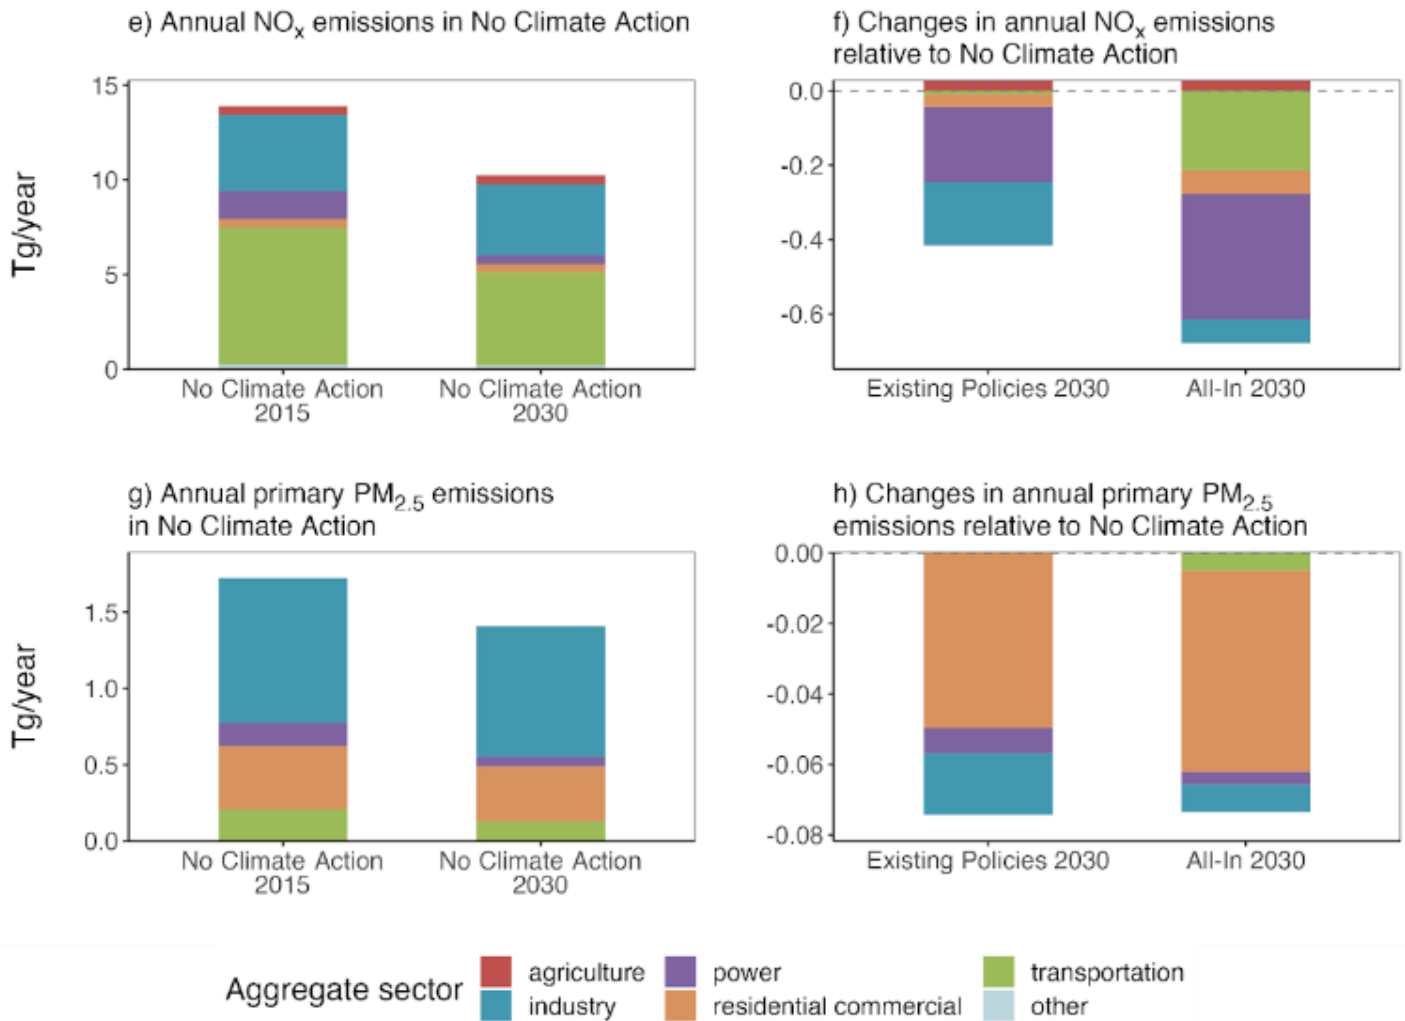 e) Annual NOx emissions in No Climate Action
Tg/year
15
10
5
0
No Climate Action
2015
No Climate Action
2030
f) Changes in annual NOx emissions
relative to No Climate Action
0.0
-0.2
-0.4
-0.6
Existing Policies 2030
All-In 2030
g) Annual primary PM2.5 emissions
in No Climate Action
Tg/year
1.5
1.0
0.5
0.0
No Climate Action
2015
No Climate Action
2030
h) Changes in annual primary PM2.5
emissions relative to No Climate Action
0.00
-0.02
-0.04
-0.06
-0.08
Existing Policies 2030
All-In 2030
Aggregate sector
agriculture
industry
power
residential commercial
transportation
other